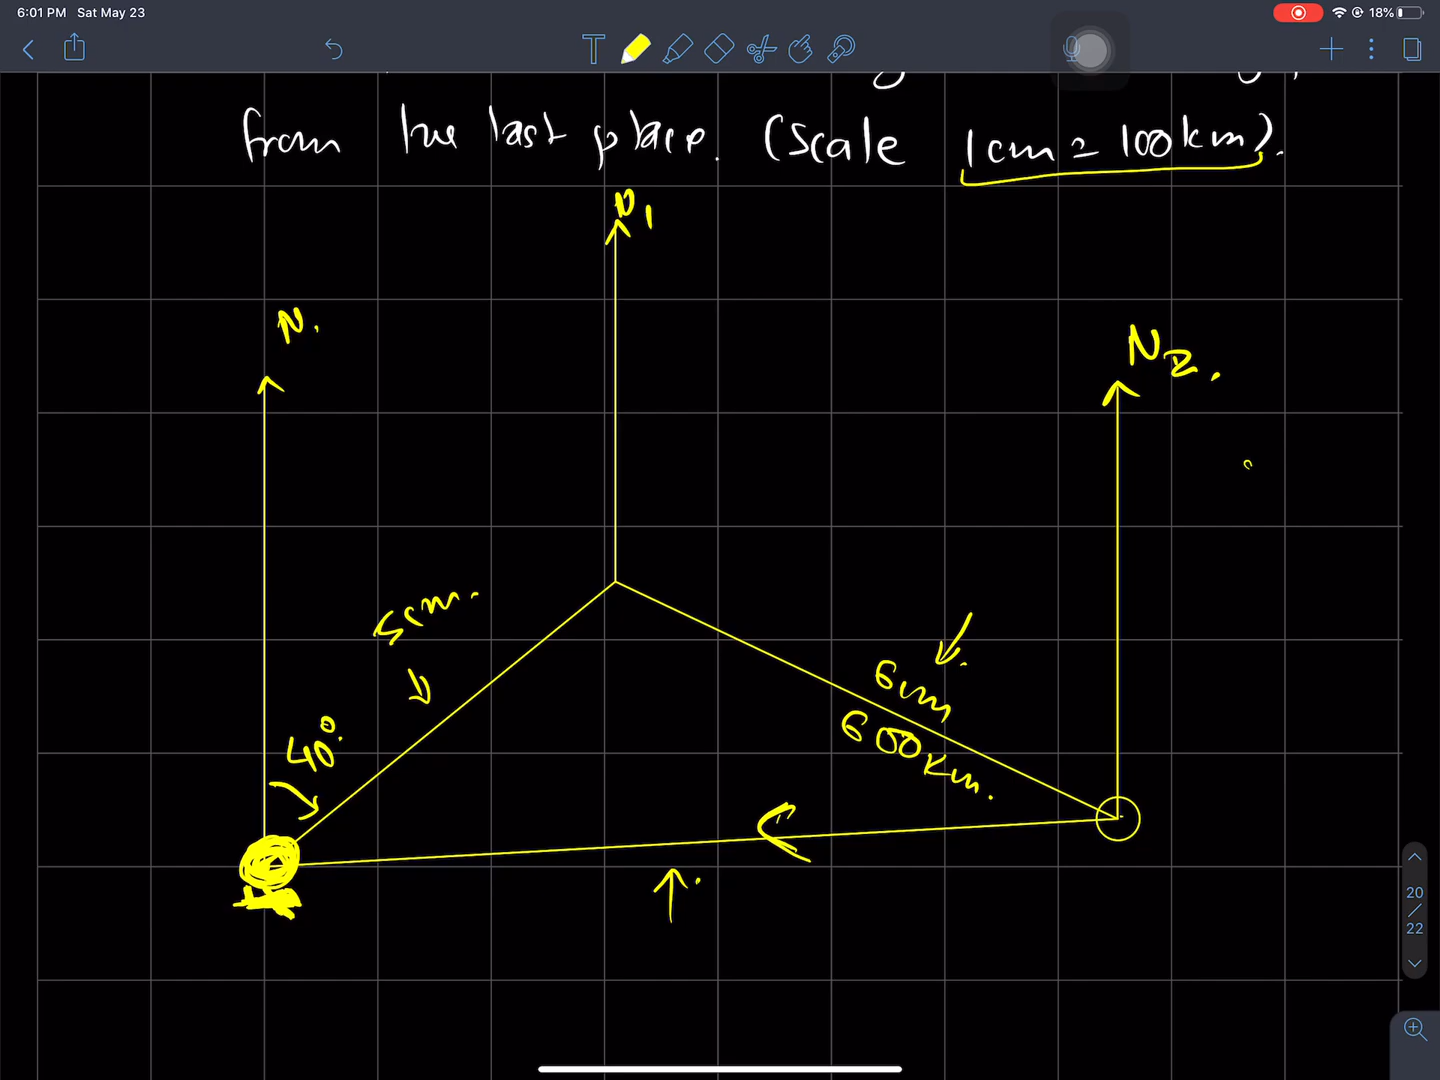 6:01 PM Sat May 23
18%
from the last place. (Scale 1cm = 100km).
N1
N.
N2.
5cm.
6cm
600km.
40°
20
/
22